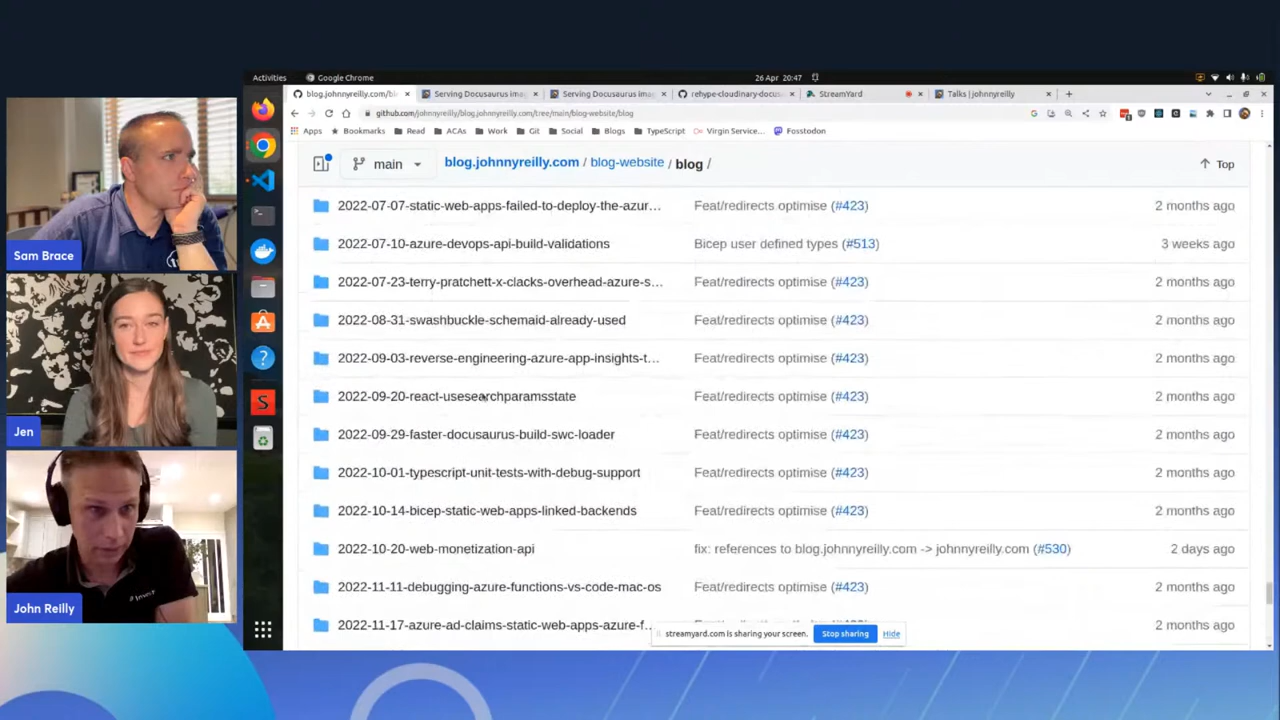 Activities
Google Chrome
26 Apr 20:47
blog.johnnyreilly.com/bl
Serving Docusaurus imag
Serving Docusaurus imag
rehype-cloudinary-docus
StreamYard
Talks | johnnyreilly
github.com/johnnyreilly/blog.johnnyreilly.com/tree/main/blog-website/blog
Apps
Bookmarks
Read
ACAs
Work
Git
Social
Blogs
TypeScript
Virgin Service...
Fosstodon
main
blog.johnnyreilly.com / blog-website / blog /
Top
2022-07-07-static-web-apps-failed-to-deploy-the-azur... Feat/redirects optimise (#423) 2 months ago
2022-07-10-azure-devops-api-build-validations Bicep user defined types (#513) 3 weeks ago
2022-07-23-terry-pratchett-x-clacks-overhead-azure-s... Feat/redirects optimise (#423) 2 months ago
2022-08-31-swashbuckle-schemaid-already-used Feat/redirects optimise (#423) 2 months ago
2022-09-03-reverse-engineering-azure-app-insights-t... Feat/redirects optimise (#423) 2 months ago
2022-09-20-react-usesearchparamsstate Feat/redirects optimise (#423) 2 months ago
2022-09-29-faster-docusaurus-build-swc-loader Feat/redirects optimise (#423) 2 months ago
2022-10-01-typescript-unit-tests-with-debug-support Feat/redirects optimise (#423) 2 months ago
2022-10-14-bicep-static-web-apps-linked-backends Feat/redirects optimise (#423) 2 months ago
2022-10-20-web-monetization-api fix: references to blog.johnnyreilly.com -> johnnyreilly.com (#530) 2 days ago
2022-11-11-debugging-azure-functions-vs-code-mac-os Feat/redirects optimise (#423) 2 months ago
2022-11-17-azure-ad-claims-static-web-apps-azure-f... 2 months ago
streamyard.com is sharing your screen.
Stop sharing
Hide
Sam Brace
Jen
John Reilly